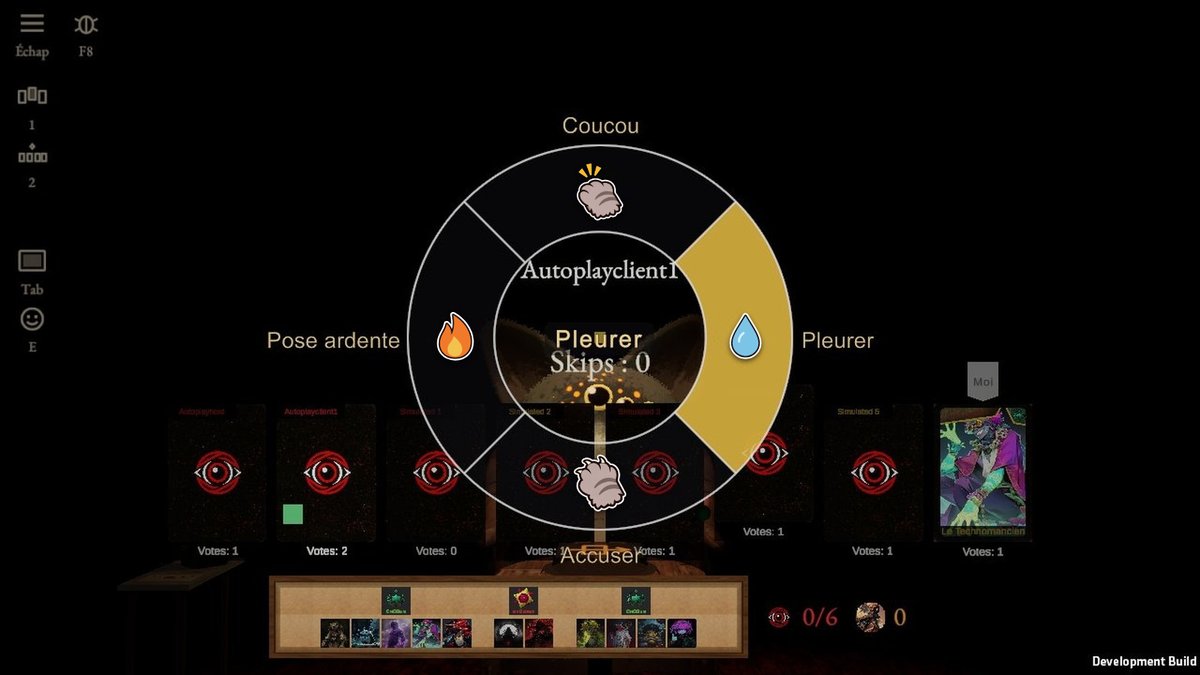 Échap
F8
1
2
Tab
E
Coucou
Autoplayclient1
Pose ardente
Pleurer
Pleurer
Skips : 0
Moi
Autoplayhost
Autoplayclient1
Simulated 1
Simulated 2
Simulated 3
Simulated 5
Le Technomancien
Votes: 1
Votes: 2
Votes: 0
Votes: 1
Votes: 1
Votes: 1
Votes: 1
Votes: 1
Accuser
0/6
0
Development Build